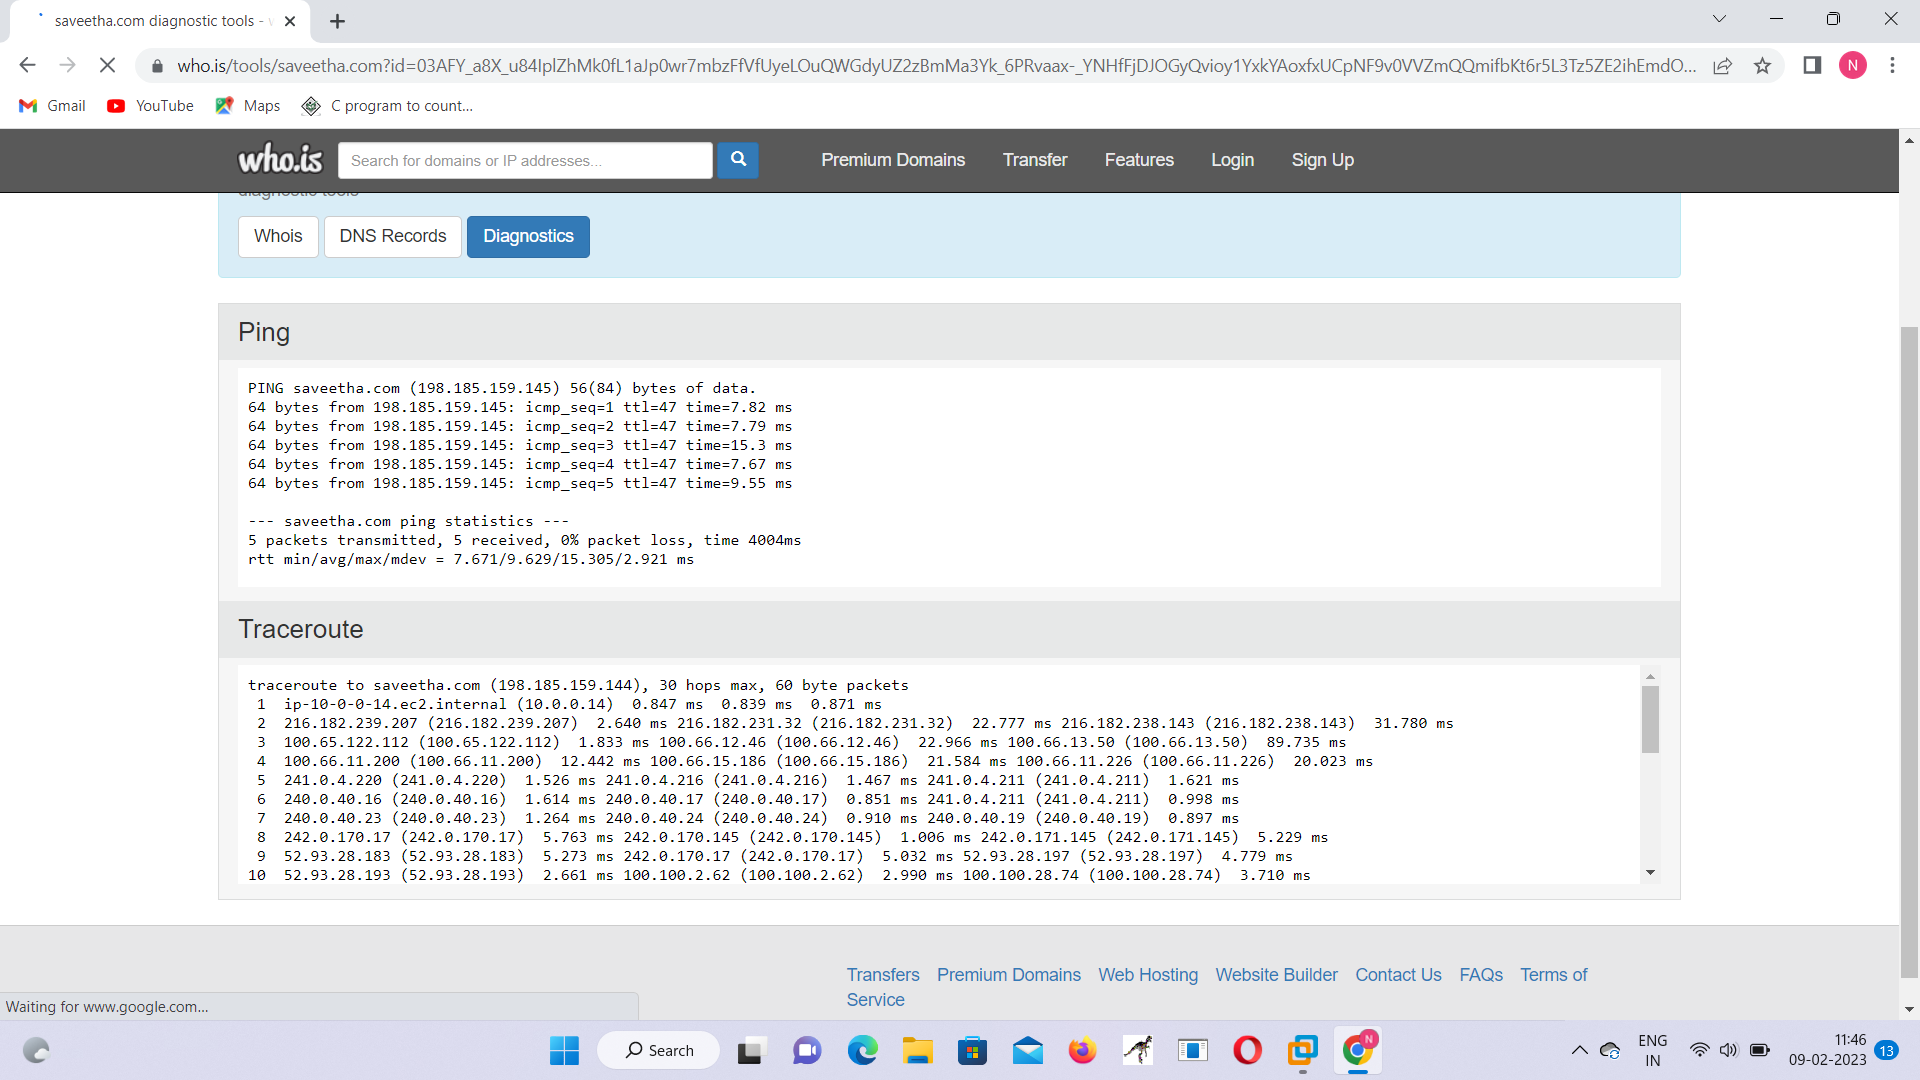 saveetha.com diagnostic tools -
who.is/tools/saveetha.com?id=03AFY_a8X_u84IplZhMk0fL1aJp0wr7mbzFfVfUyeLOuQWGdyUZ2zBmMa3Yk_6PRvaax-_YNHfFjDJOGyQvioy1YxkYAoxfxUCpNF9v0VVZmQQmifbKt6r5L3Tz5ZE2ihEmdO...
N
Gmail YouTube Maps C program to count...
who.is Search for domains or IP addresses... Premium Domains Transfer Features Login Sign Up
diagnostic tools
Whois DNS Records Diagnostics
Ping
PING saveetha.com (198.185.159.145) 56(84) bytes of data.
64 bytes from 198.185.159.145: icmp_seq=1 ttl=47 time=7.82 ms
64 bytes from 198.185.159.145: icmp_seq=2 ttl=47 time=7.79 ms
64 bytes from 198.185.159.145: icmp_seq=3 ttl=47 time=15.3 ms
64 bytes from 198.185.159.145: icmp_seq=4 ttl=47 time=7.67 ms
64 bytes from 198.185.159.145: icmp_seq=5 ttl=47 time=9.55 ms
--- saveetha.com ping statistics ---
5 packets transmitted, 5 received, 0% packet loss, time 4004ms
rtt min/avg/max/mdev = 7.671/9.629/15.305/2.921 ms
Traceroute
traceroute to saveetha.com (198.185.159.144), 30 hops max, 60 byte packets
1 ip-10-0-0-14.ec2.internal (10.0.0.14) 0.847 ms 0.839 ms 0.871 ms
2 216.182.239.207 (216.182.239.207) 2.640 ms 216.182.231.32 (216.182.231.32) 22.777 ms 216.182.238.143 (216.182.238.143) 31.780 ms
3 100.65.122.112 (100.65.122.112) 1.833 ms 100.66.12.46 (100.66.12.46) 22.966 ms 100.66.13.50 (100.66.13.50) 89.735 ms
4 100.66.11.200 (100.66.11.200) 12.442 ms 100.66.15.186 (100.66.15.186) 21.584 ms 100.66.11.226 (100.66.11.226) 20.023 ms
5 241.0.4.220 (241.0.4.220) 1.526 ms 241.0.4.216 (241.0.4.216) 1.467 ms 241.0.4.211 (241.0.4.211) 1.621 ms
6 240.0.40.16 (240.0.40.16) 1.614 ms 240.0.40.17 (240.0.40.17) 0.851 ms 241.0.4.211 (241.0.4.211) 0.998 ms
7 240.0.40.23 (240.0.40.23) 1.264 ms 240.0.40.24 (240.0.40.24) 0.910 ms 240.0.40.19 (240.0.40.19) 0.897 ms
8 242.0.170.17 (242.0.170.17) 5.763 ms 242.0.170.145 (242.0.170.145) 1.006 ms 242.0.171.145 (242.0.171.145) 5.229 ms
9 52.93.28.183 (52.93.28.183) 5.273 ms 242.0.170.17 (242.0.170.17) 5.032 ms 52.93.28.197 (52.93.28.197) 4.779 ms
10 52.93.28.193 (52.93.28.193) 2.661 ms 100.100.2.62 (100.100.2.62) 2.990 ms 100.100.28.74 (100.100.28.74) 3.710 ms
Transfers Premium Domains Web Hosting Website Builder Contact Us FAQs Terms of
Service
Waiting for www.google.com...
Search
N
ENG
IN
11:46
09-02-2023
13